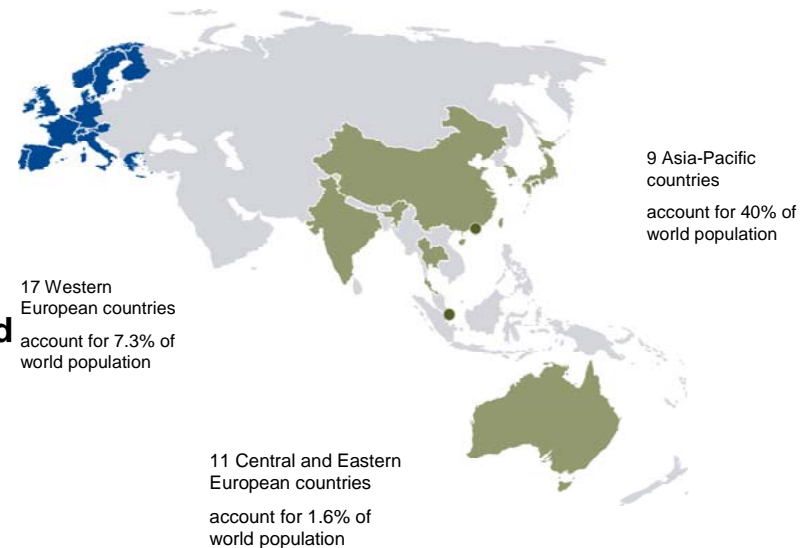 9 Asia-Pacific
countries
account for 40% of
world population
17 Western
European countries
d
account for 7.3% of
world population
11 Central and Eastern
European countries
account for 1.6% of
world population